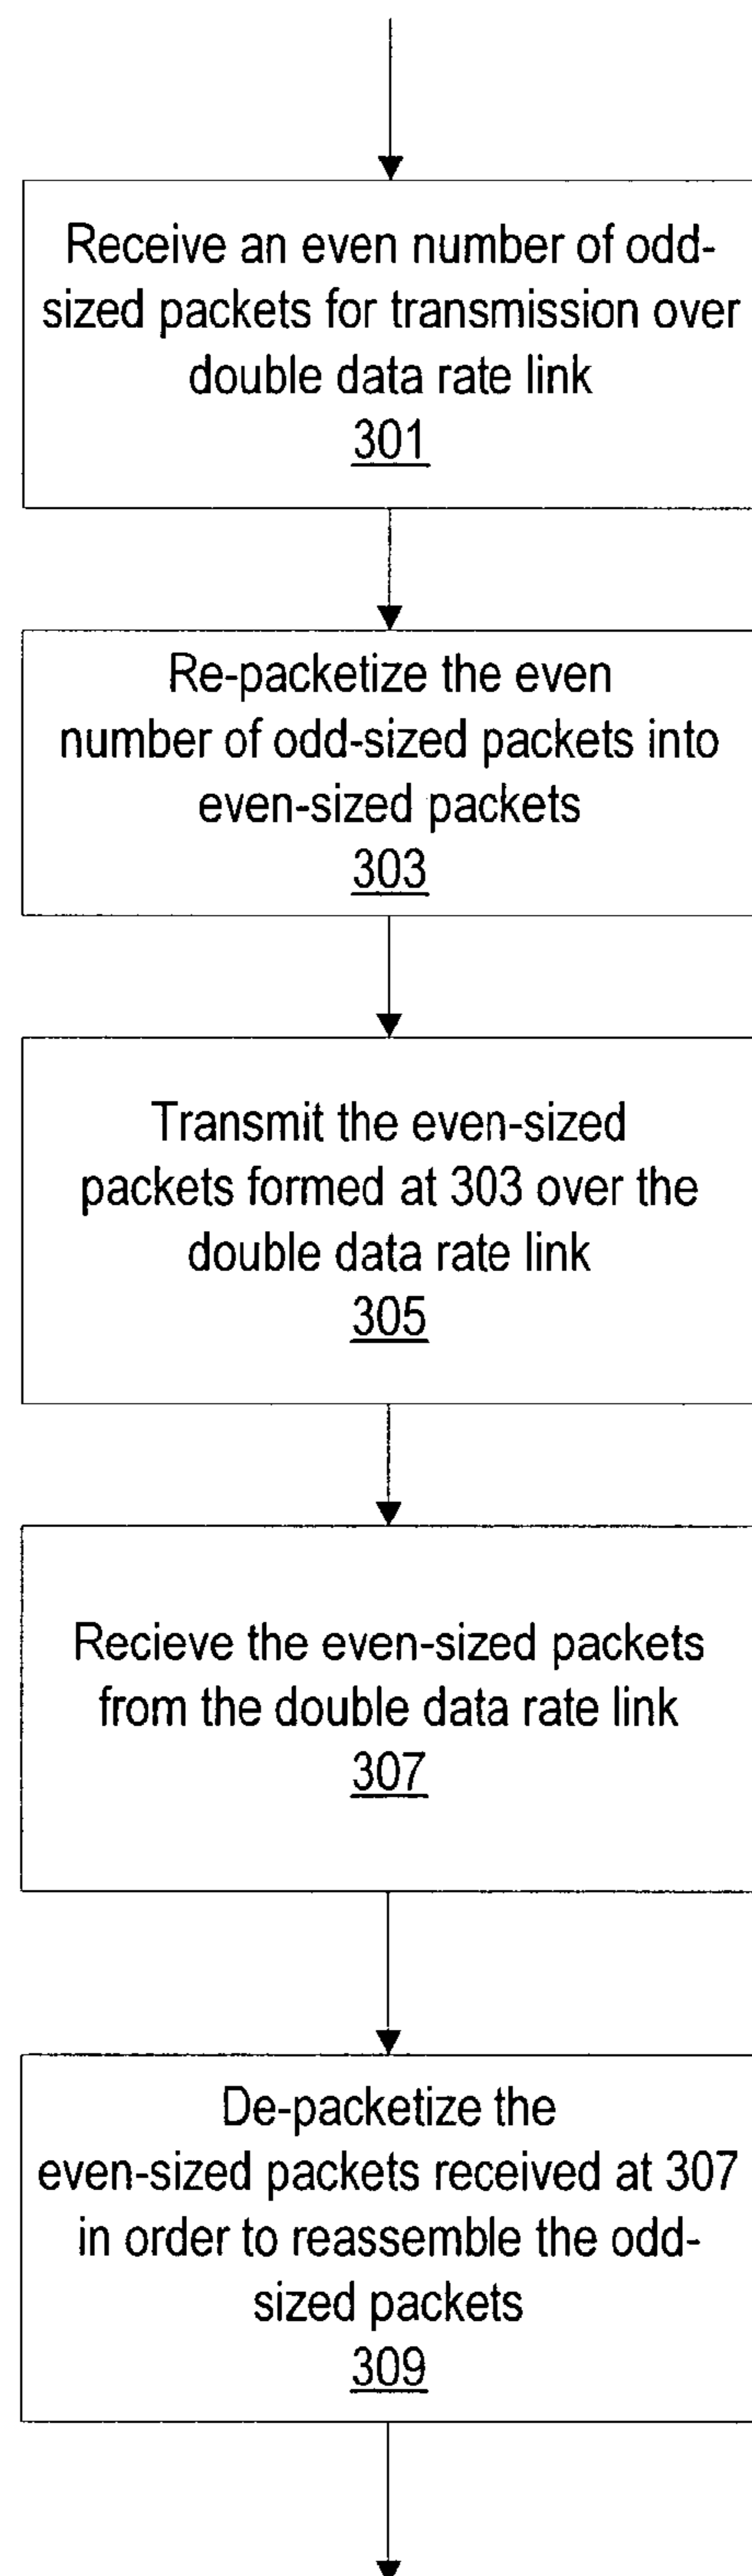 Receive an even number of odd-
sized packets for transmission over
double data rate link
301
Re-packetize the even
number of odd-sized packets into
even-sized packets
303
Transmit the even-sized
packets formed at 303 over the
double data rate link
305
Recieve the even-sized packets
from the double data rate link
307
De-packetize the
even-sized packets received at 307
in order to reassemble the odd-
sized packets
309